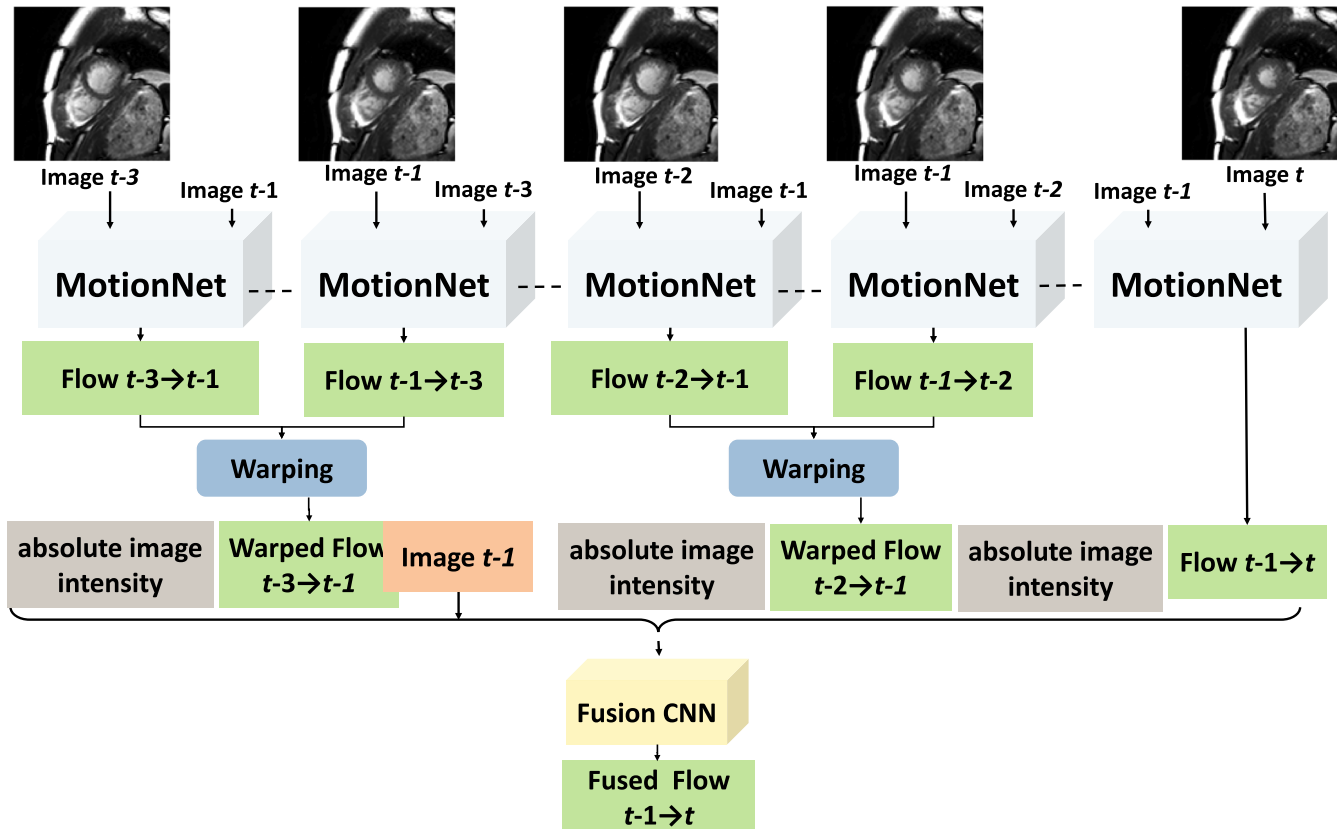 Image t-3
Image t-1
Image t-1
Image t-3
Image t-2
Image t-1
Image t-1
Image t-2
Image t-1
Image t
MotionNet
MotionNet
MotionNet
MotionNet
MotionNet
Flow t-3→t-1
Flow t-1→t-3
Flow t-2→t-1
Flow t-1→t-2
Warping
Warping
absolute image
intensity
Warped Flow
t-3→t-1
Image t-1
absolute image
intensity
Warped Flow
t-2→t-1
absolute image
intensity
Flow t-1→t
Fusion CNN
Fused Flow
t-1→t